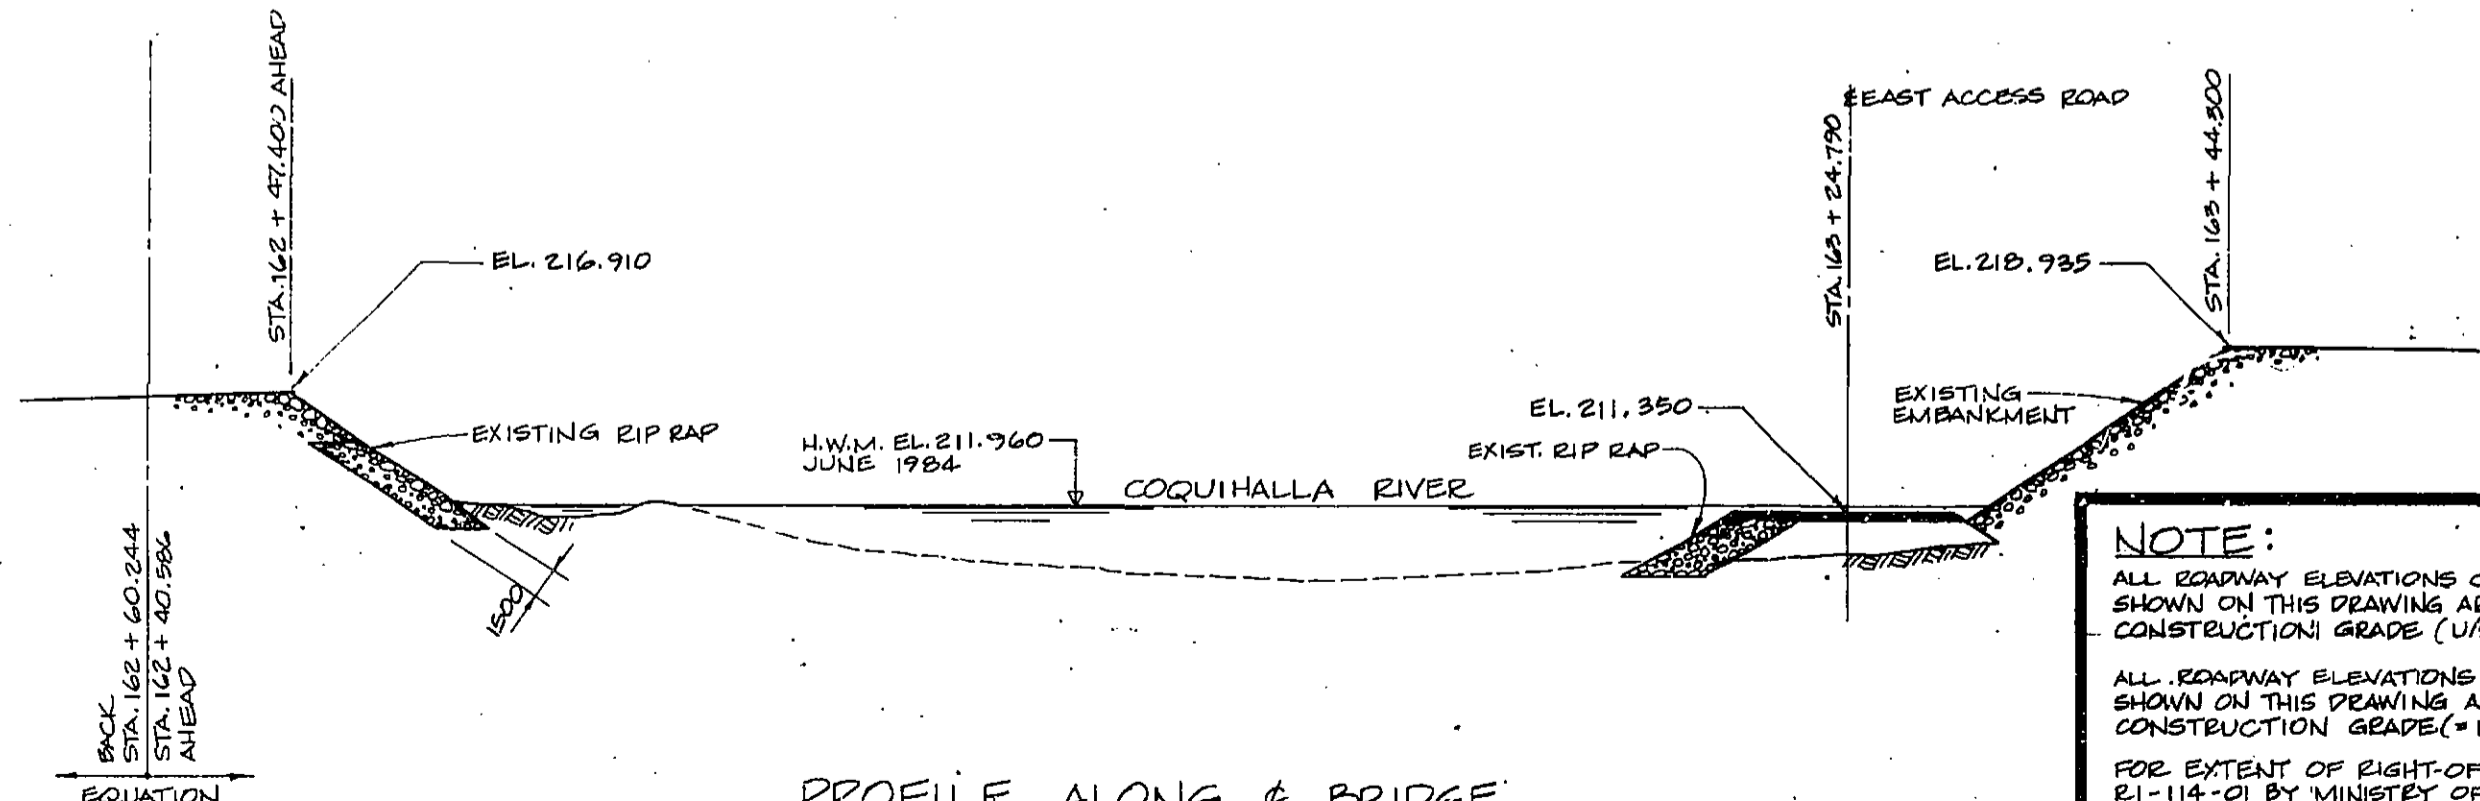 STA. 162 + 47.400 AHEAD
EAST ACCESS ROAD
STA. 163 + 24.790
STA. 163 + 44.300
EL. 216.910
EL. 218.935
EXISTING RIP RAP
H.W.M. EL. 211.960
JUNE 1984
COQUIHALLA RIVER
EL. 211.350
EXIST. RIP RAP
EXISTING
EMBANKMENT
1500
BACK
STA. 162 + 60.244
STA. 162 + 40.586
AHEAD
EQUATION
PROFILE ALONG ℄ BRIDGE
NOTE:
ALL ROADWAY ELEVATIONS
SHOWN ON THIS DRAWING
CONSTRUCTION GRADE
ALL ROADWAY ELEVATIONS
SHOWN ON THIS DRAWING
CONSTRUCTION GRADE
FOR EXTENT OF RIGHT-OF
R1-114-01 BY MINISTRY OF